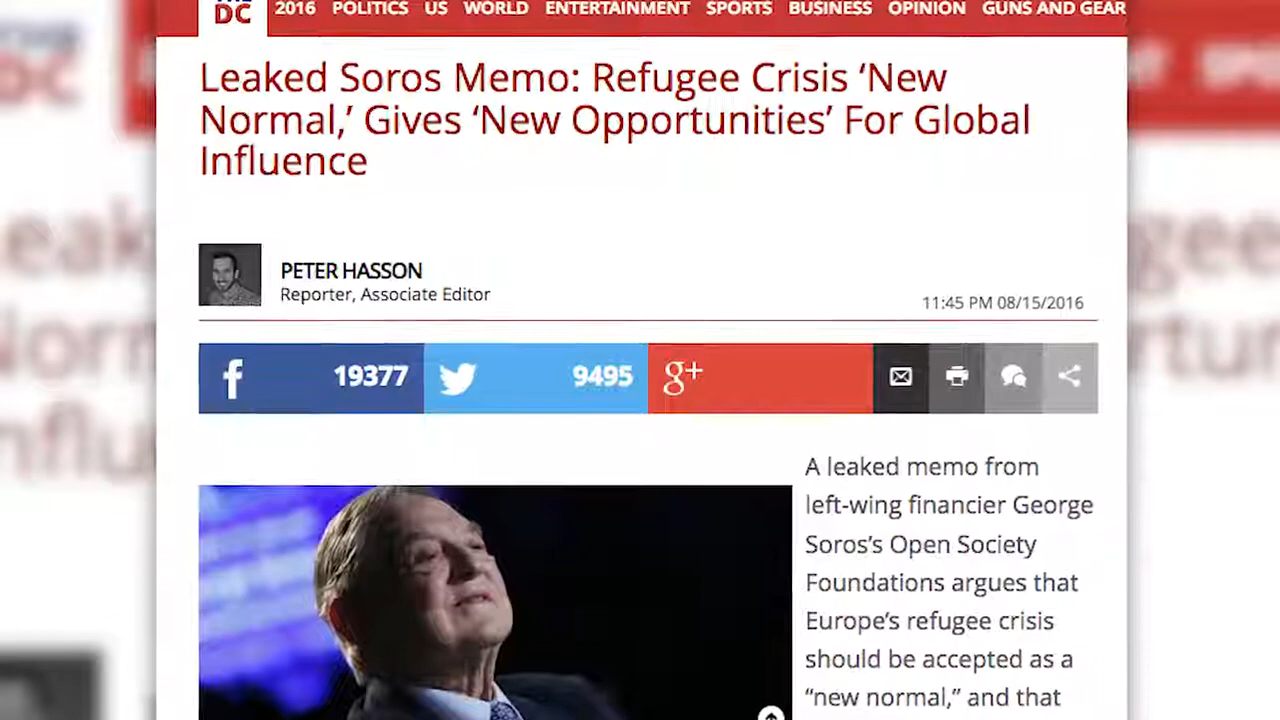 DC
2016 POLITICS US WORLD ENTERTAINMENT SPORTS BUSINESS OPINION GUNS AND GEAR
Leaked Soros Memo: Refugee Crisis ‘New
Normal,’ Gives ‘New Opportunities’ For Global
Influence
PETER HASSON
Reporter, Associate Editor
11:45 PM 08/15/2016
f 19377
9495
g+
A leaked memo from
left-wing financier George
Soros’s Open Society
Foundations argues that
Europe’s refugee crisis
should be accepted as a
“new normal,” and that